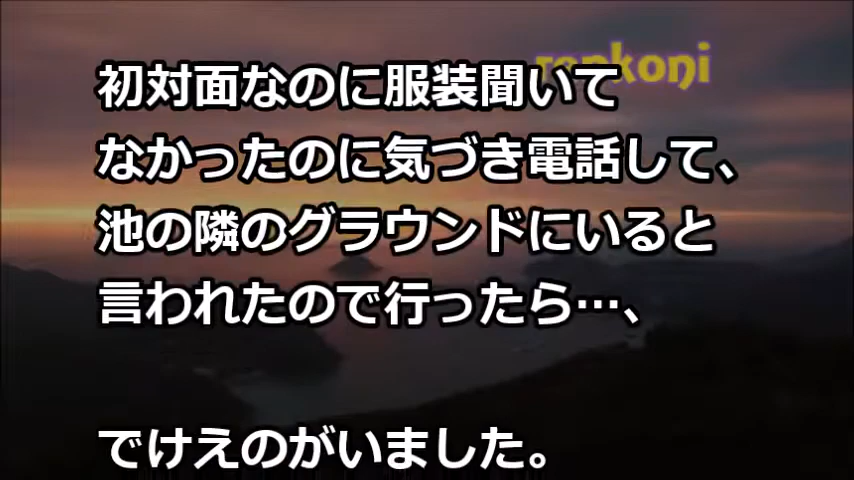 初対面なのに服装聞いて
なかったのに気づき電話して、
池の隣のグラウンドにいると
言われたので行ったら…、
でけえのがいました。